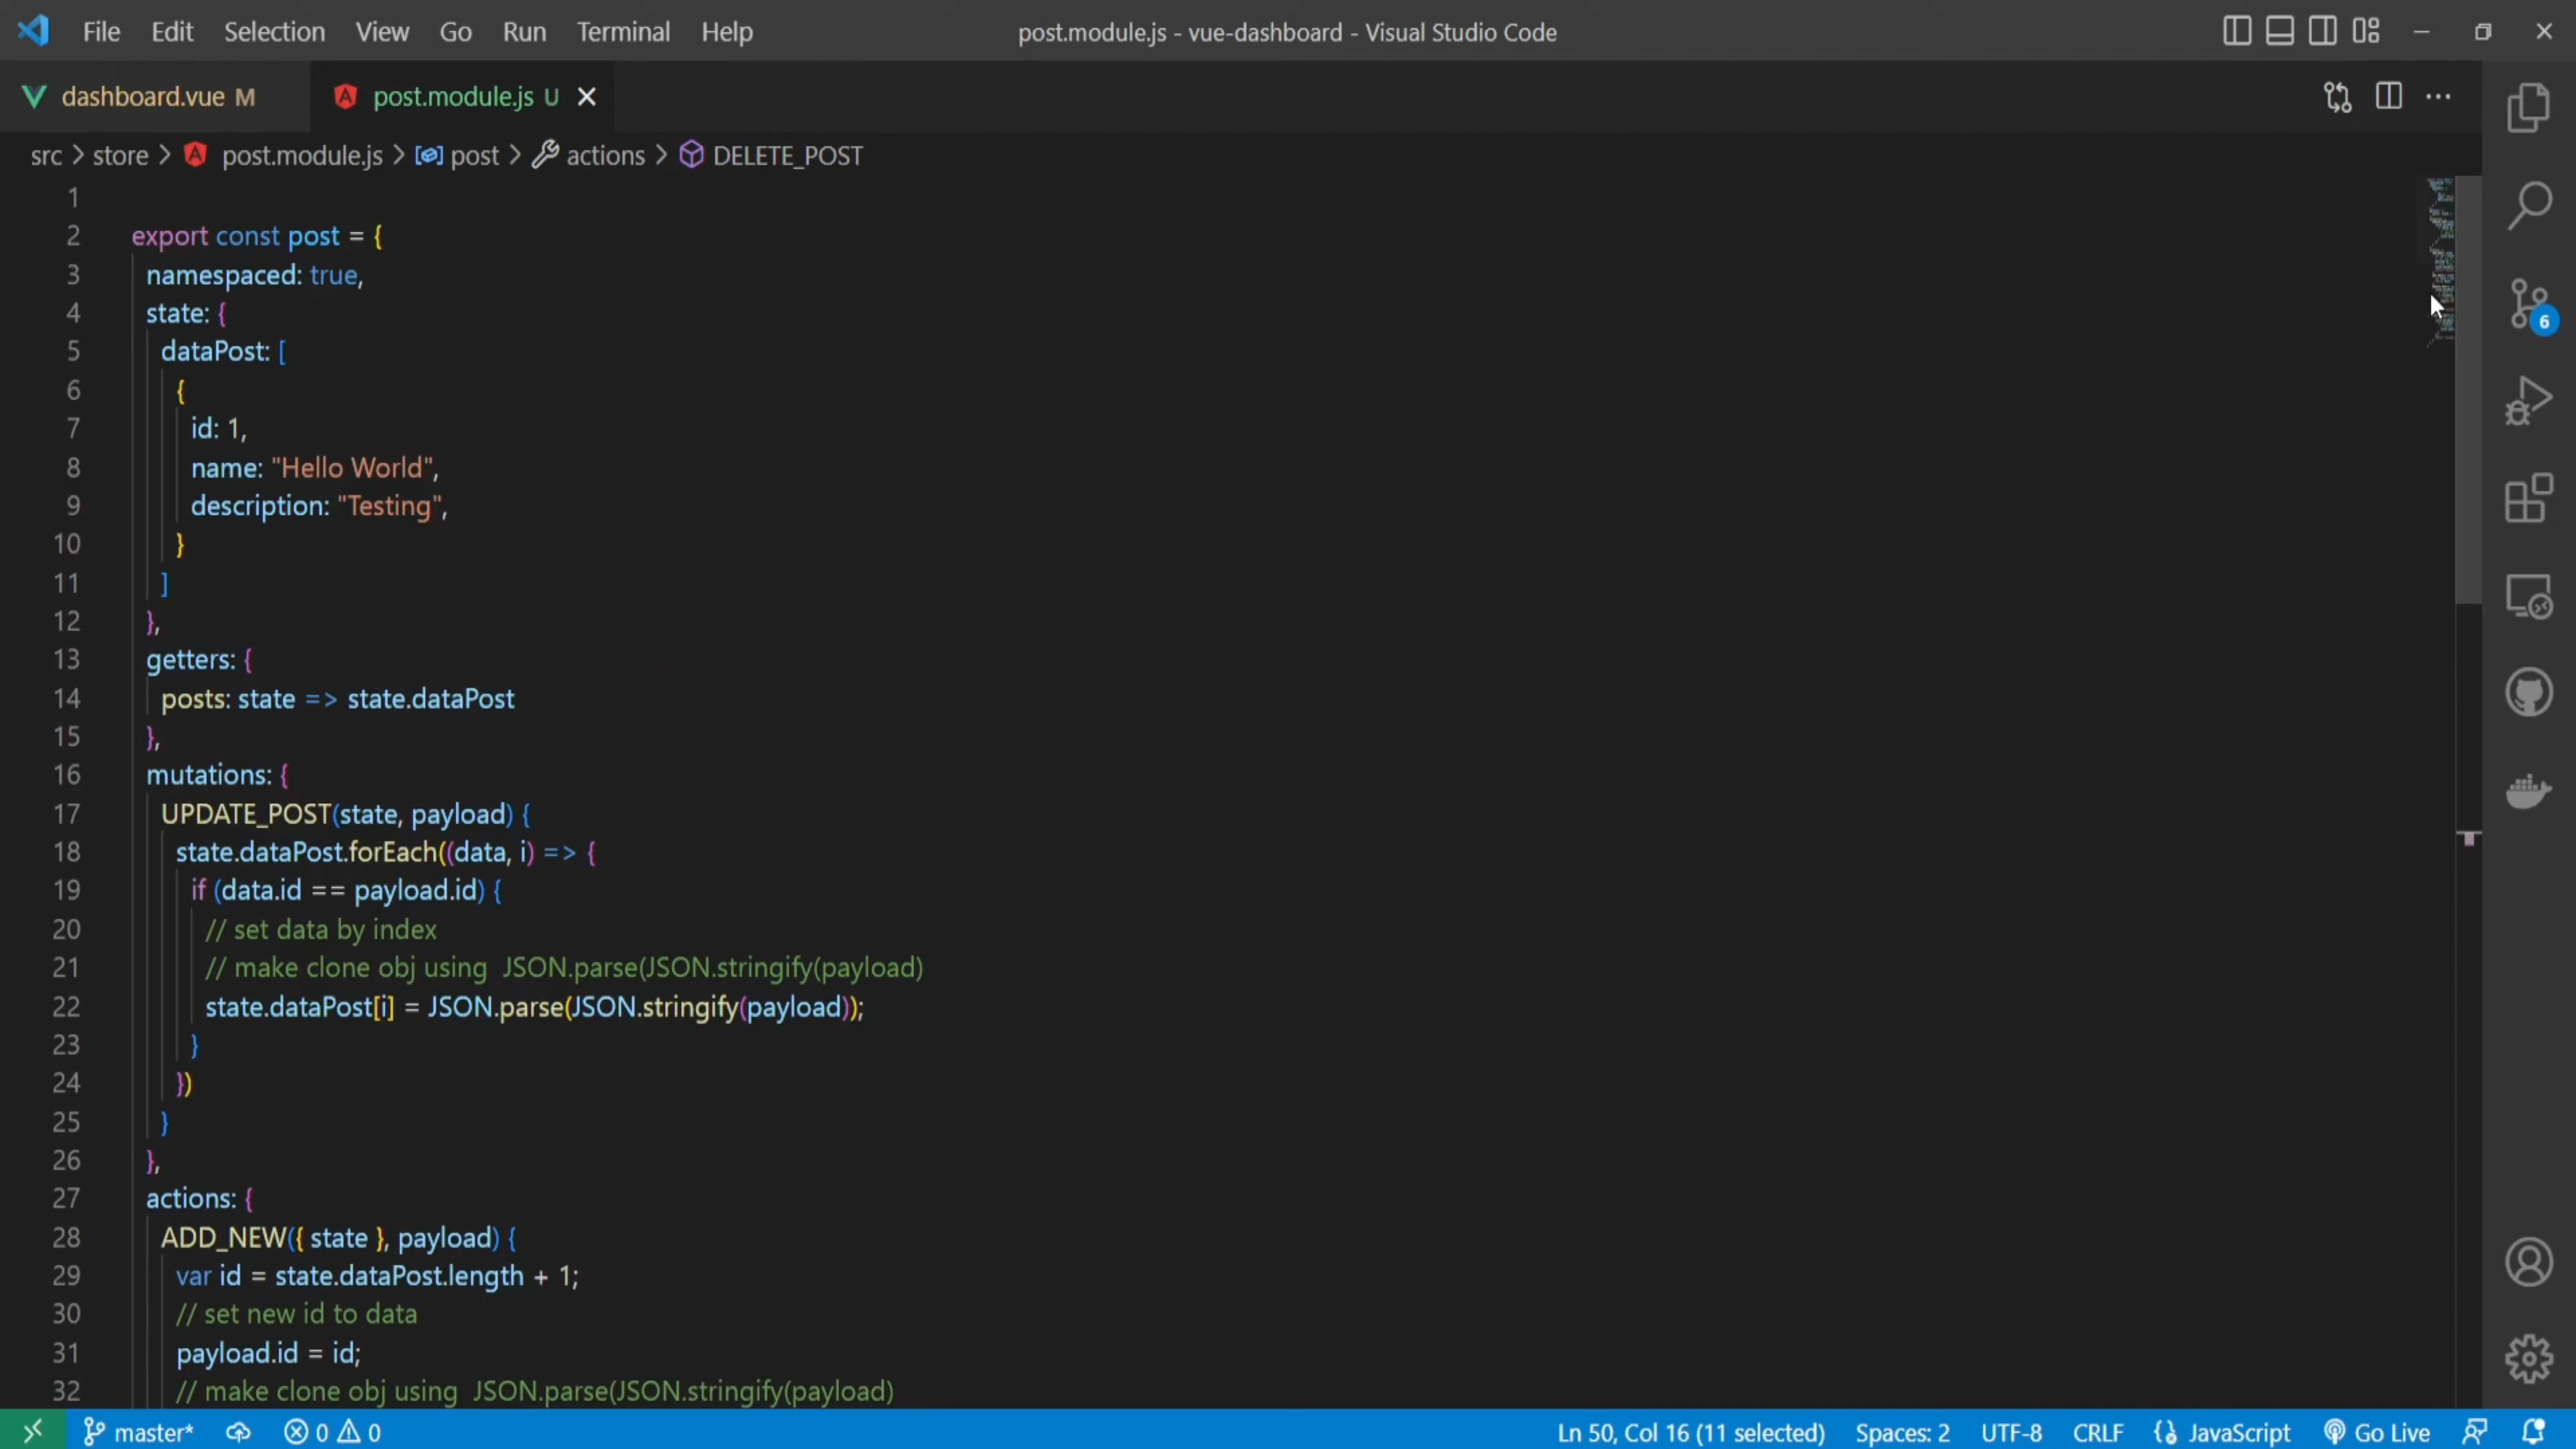 File Edit Selection View Go Run Terminal Help post.module.js - vue-dashboard - Visual Studio Code
dashboard.vue M post.module.js U
src > store > post.module.js > post > actions > DELETE_POST
1
2 export const post = {
3 namespaced: true,
4 state: {
5 dataPost: [
6 {
7 id: 1,
8 name: "Hello World",
9 description: "Testing",
10 }
11 ]
12 },
13 getters: {
14 posts: state => state.dataPost
15 },
16 mutations: {
17 UPDATE_POST(state, payload) {
18 state.dataPost.forEach((data, i) => {
19 if (data.id == payload.id) {
20 // set data by index
21 // make clone obj using  JSON.parse(JSON.stringify(payload)
22 state.dataPost[i] = JSON.parse(JSON.stringify(payload));
23 }
24 })
25 }
26 },
27 actions: {
28 ADD_NEW({ state }, payload) {
29 var id = state.dataPost.length + 1;
30 // set new id to data
31 payload.id = id;
32 // make clone obj using  JSON.parse(JSON.stringify(payload)
6
master* 0 0 Ln 50, Col 16 (11 selected) Spaces: 2 UTF-8 CRLF JavaScript Go Live